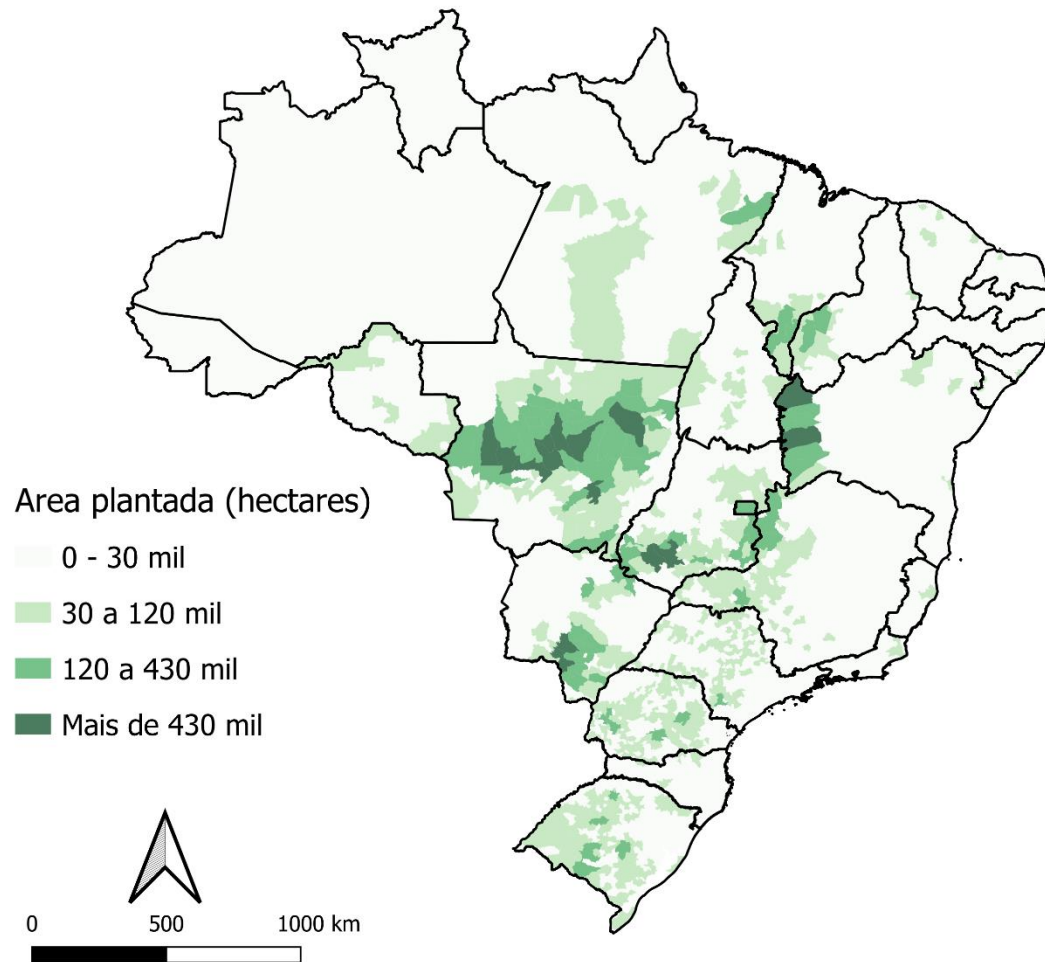 Area plantada (hectares)
0 - 30 mil
30 a 120 mil
120 a 430 mil
Mais de 430 mil
0 500 1000 km